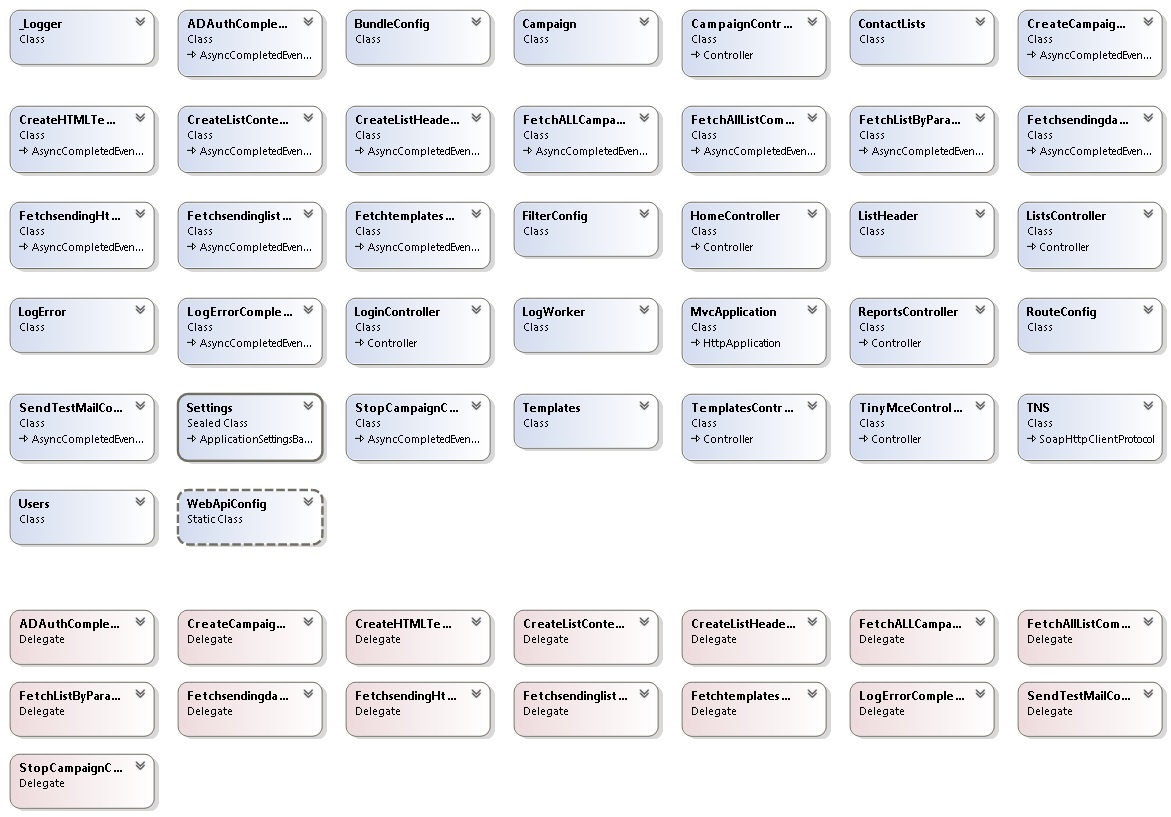 _Logger
Class
ADAuthComple...
Class
AsyncCompletedEven...
BundleConfig
Class
Campaign
Class
CampaignContr...
Class
Controller
ContactLists
Class
CreateCampaig...
Class
AsyncCompletedEven...
CreateHTMLTe...
Class
AsyncCompletedEven...
CreateListConte...
Class
AsyncCompletedEven...
CreateListHeade...
Class
AsyncCompletedEven...
FetchALLCampa...
Class
AsyncCompletedEven...
FetchAllListCom...
Class
AsyncCompletedEven...
FetchListByPara...
Class
AsyncCompletedEven...
Fetchsendingda...
Class
AsyncCompletedEven...
FetchsendingHt...
Class
AsyncCompletedEven...
Fetchsendinglist...
Class
AsyncCompletedEven...
Fetchtemplates...
Class
AsyncCompletedEven...
FilterConfig
Class
HomeController
Class
Controller
ListHeader
Class
ListsController
Class
Controller
LogError
Class
LogErrorComple...
Class
AsyncCompletedEven...
LoginController
Class
Controller
LogWorker
Class
MvcApplication
Class
HttpApplication
ReportsController
Class
Controller
RouteConfig
Class
SendTestMailCo...
Class
AsyncCompletedEven...
Settings
Sealed Class
ApplicationSettingsBa...
StopCampaignC...
Class
AsyncCompletedEven...
Templates
Class
TemplatesContr...
Class
Controller
TinyMceControl...
Class
Controller
TNS
Class
SoapHttpClientProtocol
Users
Class
WebApiConfig
Static Class
ADAuthComple...
Delegate
CreateCampaig...
Delegate
CreateHTMLTe...
Delegate
CreateListConte...
Delegate
CreateListHeade...
Delegate
FetchALLCampa...
Delegate
FetchAllListCom...
Delegate
FetchListByPara...
Delegate
Fetchsendingda...
Delegate
FetchsendingHt...
Delegate
Fetchsendinglist...
Delegate
Fetchtemplates...
Delegate
LogErrorComple...
Delegate
SendTestMailCo...
Delegate
StopCampaignC...
Delegate